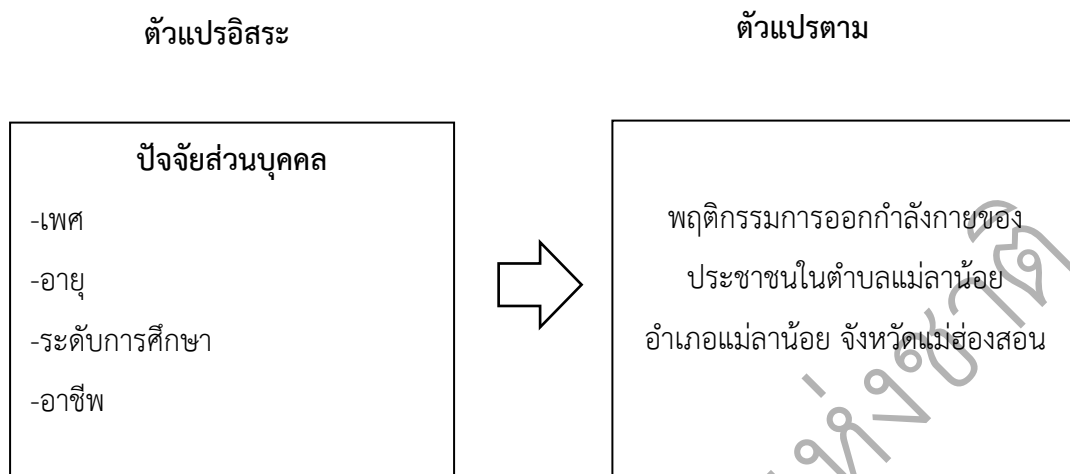 ตัวแปรอิสระ
ตัวแปรตาม
ปัจจัยส่วนบุคคล
-เพศ
-อายุ
-ระดับการศึกษา
-อาชีพ
พฤติกรรมการออกกำลังกายของ
ประชาชนในตำบลแม่ลาน้อย
อำเภอแม่ลาน้อย จังหวัดแม่ฮ่องสอน
ห่งชาติ